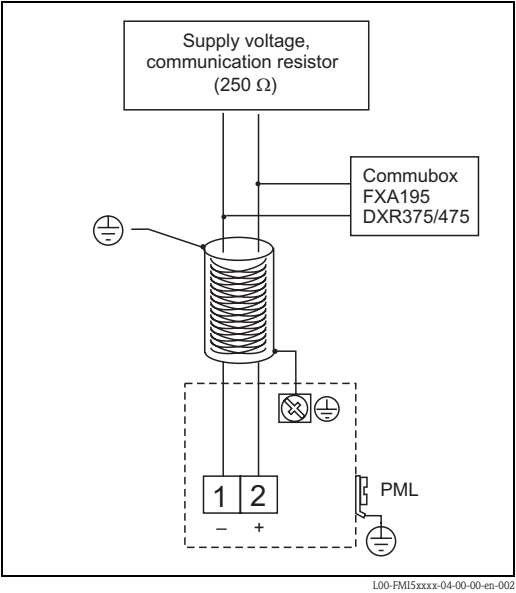 Supply voltage,
communication resistor
(250 Ω)
Commubox
FXA195
DXR375/475
1 2
– +
PML
L00-FMI5xxxx-04-00-00-en-002